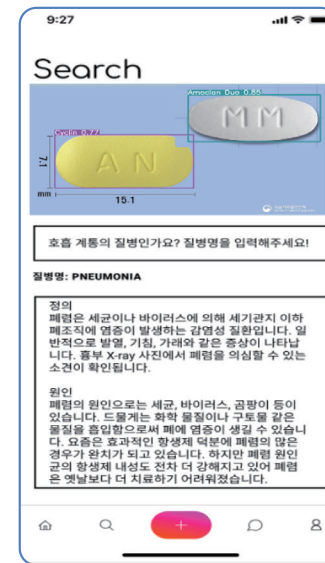 9:27
Search
Amoclan Duo 0.85
MM
Cyclin 0.77
AN
7.1
mm
15.1
호흡 계통의 질병인가요? 질병명을 입력해주세요!
질병명: PNEUMONIA
정의
폐렴은 세균이나 바이러스에 의해 세기관지 이하
폐조직에 염증이 발생하는 감염성 질환입니다. 일
반적으로 발열, 기침, 가래와 같은 증상이 나타납
니다. 흉부 X-ray 사진에서 폐렴을 의심할 수 있는
소견이 확인됩니다.
원인
폐렴의 원인으로는 세균, 바이러스, 곰팡이 등이
있습니다. 드물게는 화학 물질이나 구토물 같은
물질을 흡입함으로써 폐에 염증이 생길 수 있습니
다. 요즘은 효과적인 항생제 덕분에 폐렴의 많은
경우가 완치가 되고 있습니다. 하지만 폐렴 원인
균의 항생제 내성도 전차 더 강해지고 있어 폐렴
은 옛날보다 더 치료하기 어려워졌습니다.